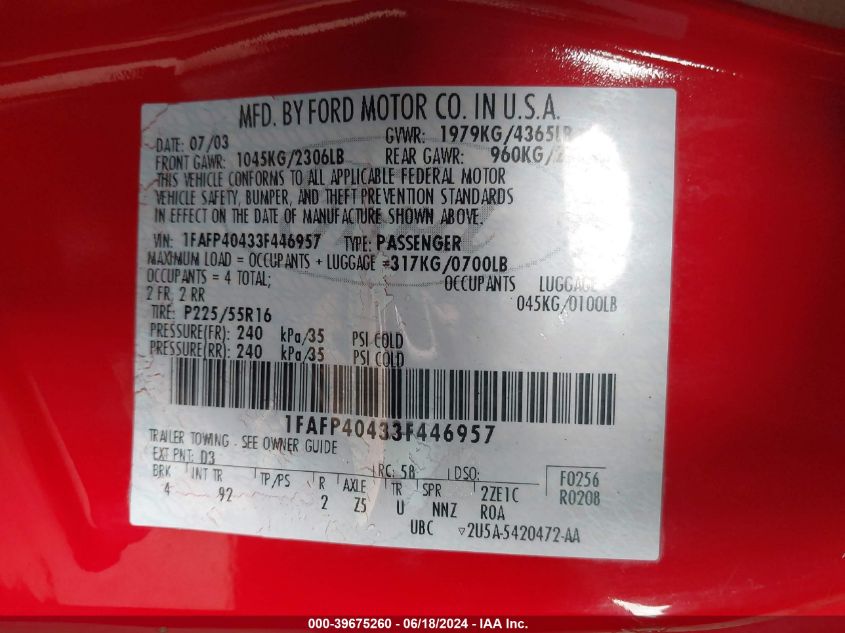 MFD. BY FORD MOTOR CO. IN U.S.A.
DATE: 07/03 GVWR: 1979KG/4365LB
FRONT GAWR: 1045KG/2306LB REAR GAWR: 960KG/
THIS VEHICLE CONFORMS TO ALL APPLICABLE FEDERAL MOTOR
VEHICLE SAFETY, BUMPER, AND THEFT PREVENTION STANDARDS
IN EFFECT ON THE DATE OF MANUFACTURE SHOWN ABOVE.
VIN: 1FAFP40433F446957 TYPE: PASSENGER
MAXIMUM LOAD = OCCUPANTS + LUGGAGE = 317KG/0700LB
OCCUPANTS = 4 TOTAL; OCCUPANTS LUGGAGE
2 FR; 2 RR 045KG/0100LB
TIRE: P225/55R16
PRESSURE(FR): 240 kPa/35 PSI COLD
PRESSURE(RR): 240 kPa/35 PSI COLD
1FAFP40433F446957
TRAILER TOWING - SEE OWNER GUIDE
EXT PNT: D3 RC: 58 DSO: F0256
BRK INT TR TP/PS R AXLE TR SPR 2ZE1C R0208
4 92 2 Z5 U NNZ ROA
UBC ▽2U5A-5420472-AA
000-39675260 - 06/18/2024 - IAA Inc.